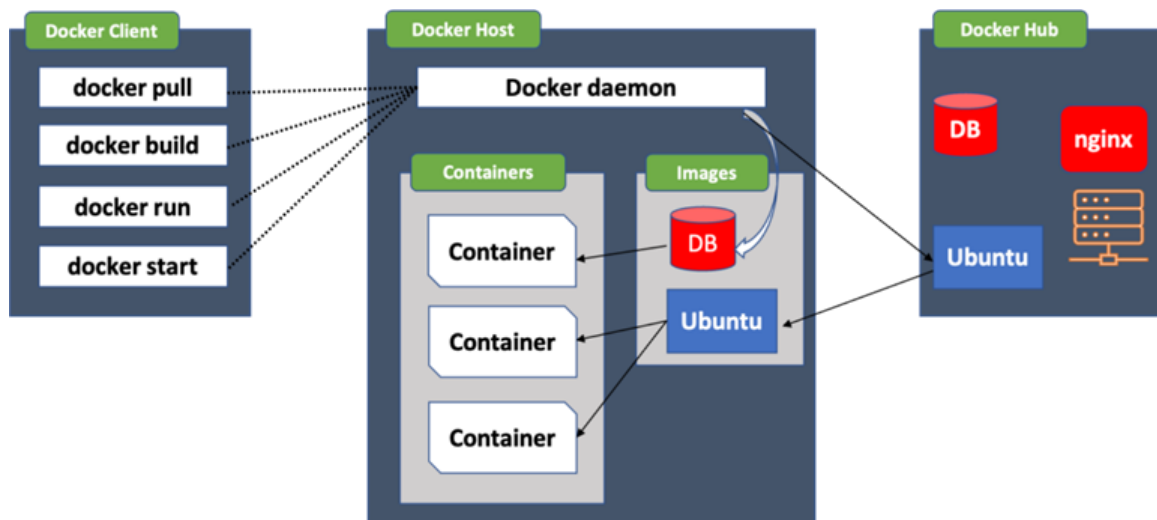 Docker Client
docker pull
docker build
docker run
docker start
Docker Host
Docker daemon
Containers
Container
Container
Container
Images
DB
Ubuntu
Docker Hub
DB
nginx
Ubuntu